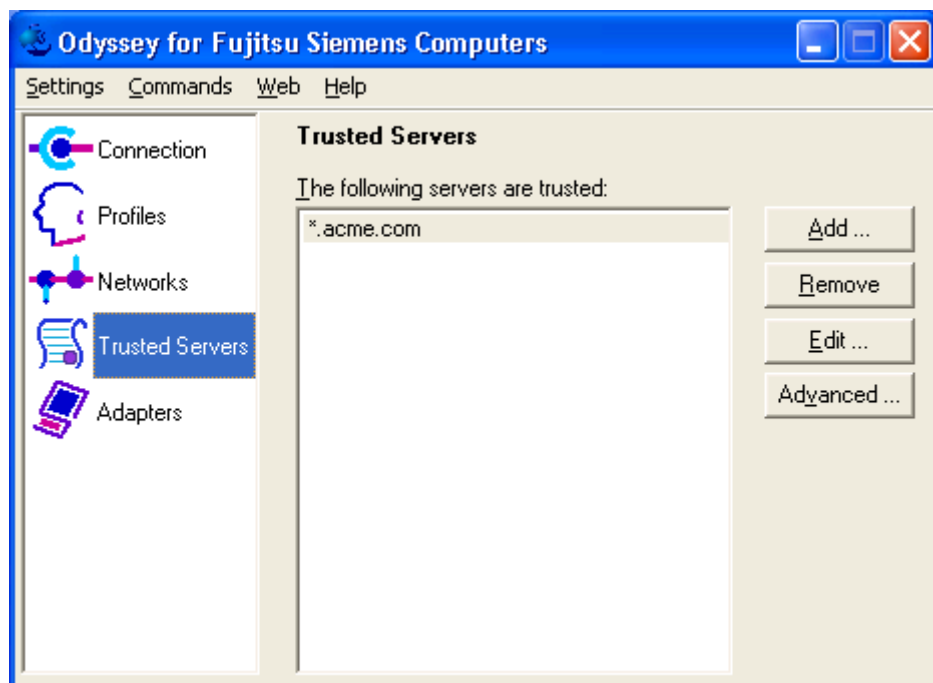 Odyssey for Fujitsu Siemens Computers
Settings Commands Web Help
Connection
Profiles
Networks
Trusted Servers
Adapters
Trusted Servers
The following servers are trusted:
*.acme.com
Add ...
Remove
Edit ...
Advanced ...